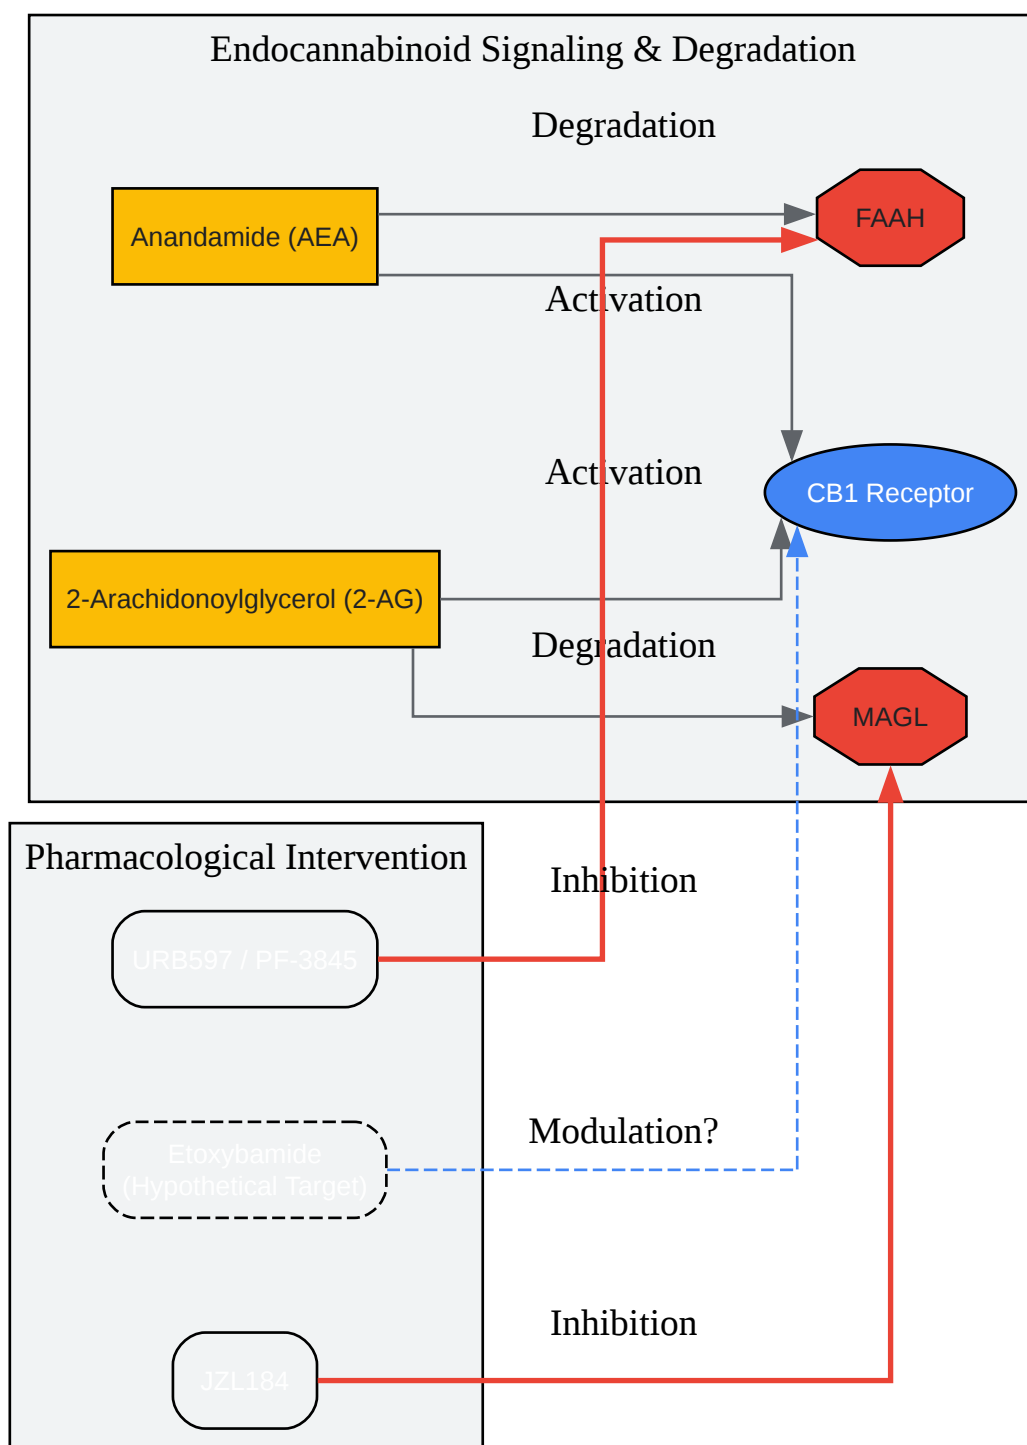 Endocannabinoid Signaling & Degradation
Degradation
Anandamide (AEA)
FAAH
Activation
Activation
CB1 Receptor
2-Arachidonoylglycerol (2-AG)
Degradation
MAGL
Pharmacological Intervention
Inhibition
URB597 / PF-3845
Modulation?
Etoxybamide
(Hypothetical Target)
Inhibition
JZL184